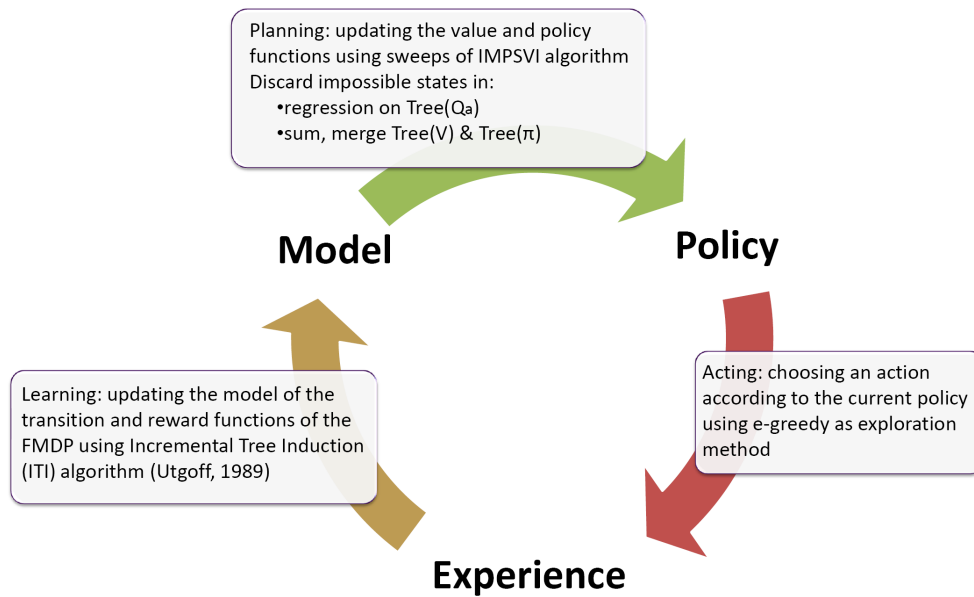 Planning: updating the value and policy
functions using sweeps of IMPSVI algorithm
Discard impossible states in:
•regression on Tree(Qa)
•sum, merge Tree(V) & Tree(π)
Model
Policy
Acting: choosing an action
according to the current policy
using e-greedy as exploration
method
Learning: updating the model of the
transition and reward functions of the
FMDP using Incremental Tree Induction
(ITI) algorithm (Utgoff, 1989)
Experience